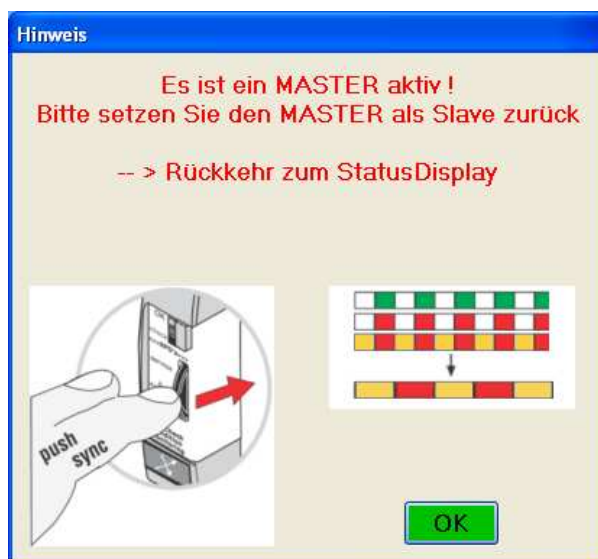 Hinweis
Es ist ein MASTER aktiv !
Bitte setzen Sie den MASTER als Slave zurück
-- > Rückkehr zum StatusDisplay
OK
push
sync
OK